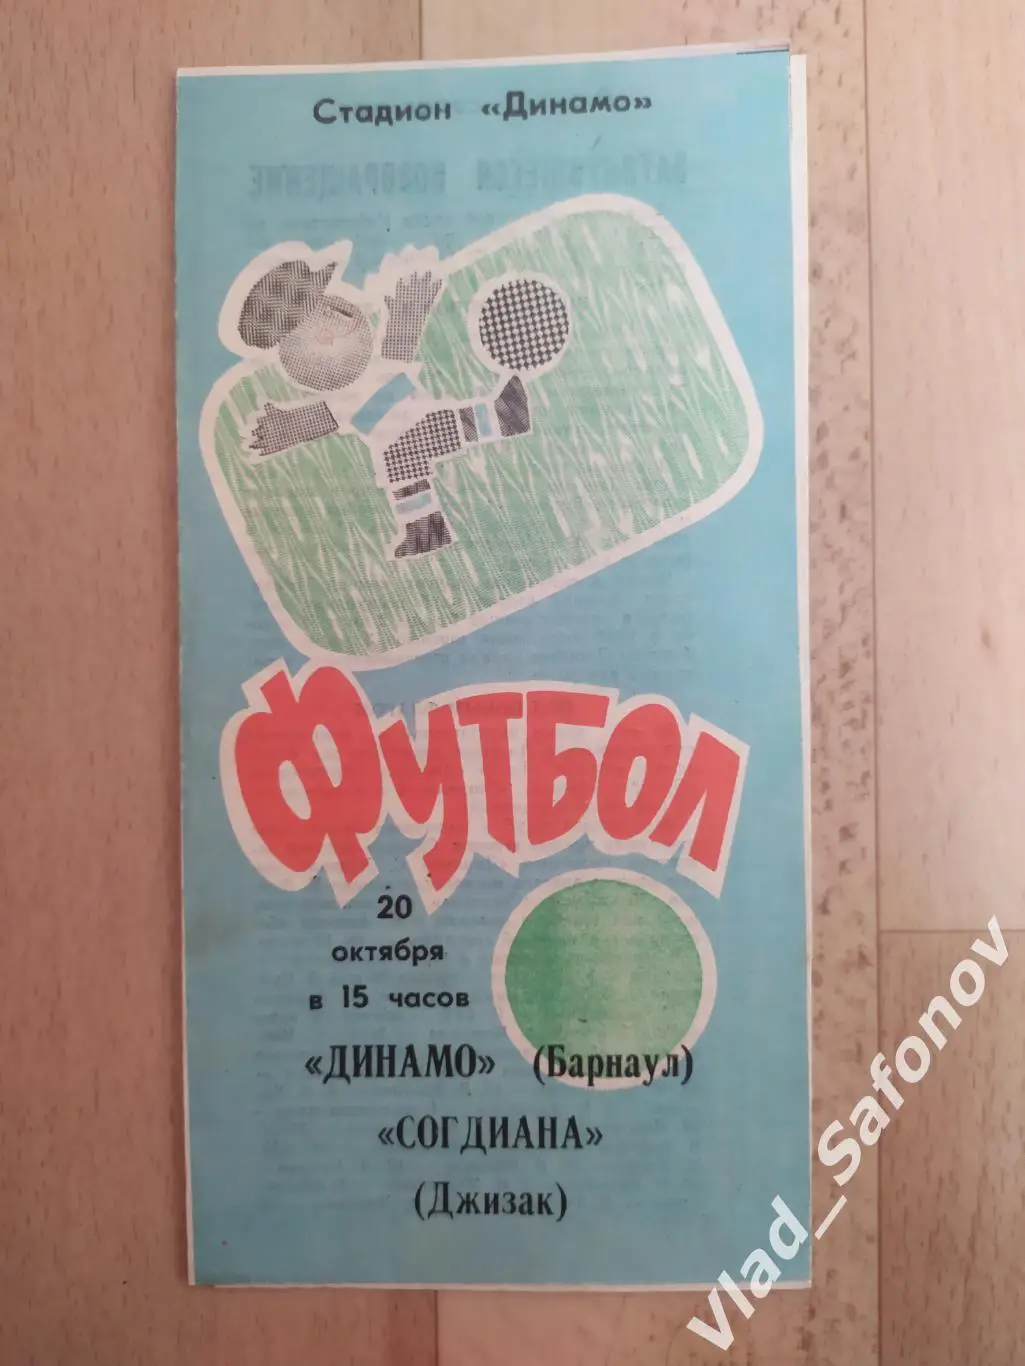 Стадион «Динамо»
ФУТБОЛ
20
октября
в 15 часов
«ДИНАМО» (Барнаул)
«СОГДИАНА»
(Джизак)
Vlad_Safonov